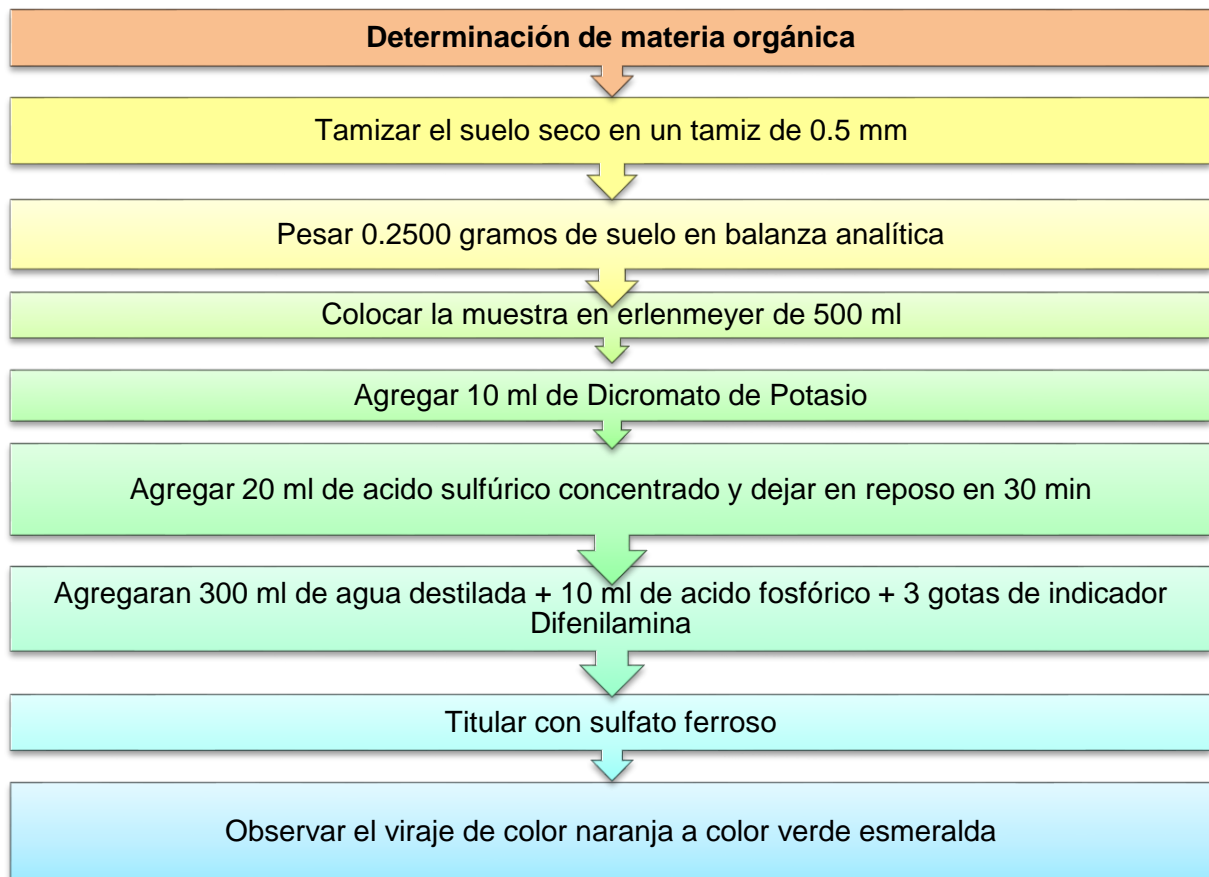 Determinación de materia orgánica
Tamizar el suelo seco en un tamiz de 0.5 mm
Pesar 0.2500 gramos de suelo en balanza analítica
Colocar la muestra en erlenmeyer de 500 ml
Agregar 10 ml de Dicromato de Potasio
Agregar 20 ml de acido sulfúrico concentrado y dejar en reposo en 30 min
Agregaran 300 ml de agua destilada + 10 ml de acido fosfórico + 3 gotas de indicador
Difenilamina
Titular con sulfato ferroso
Observar el viraje de color naranja a color verde esmeralda